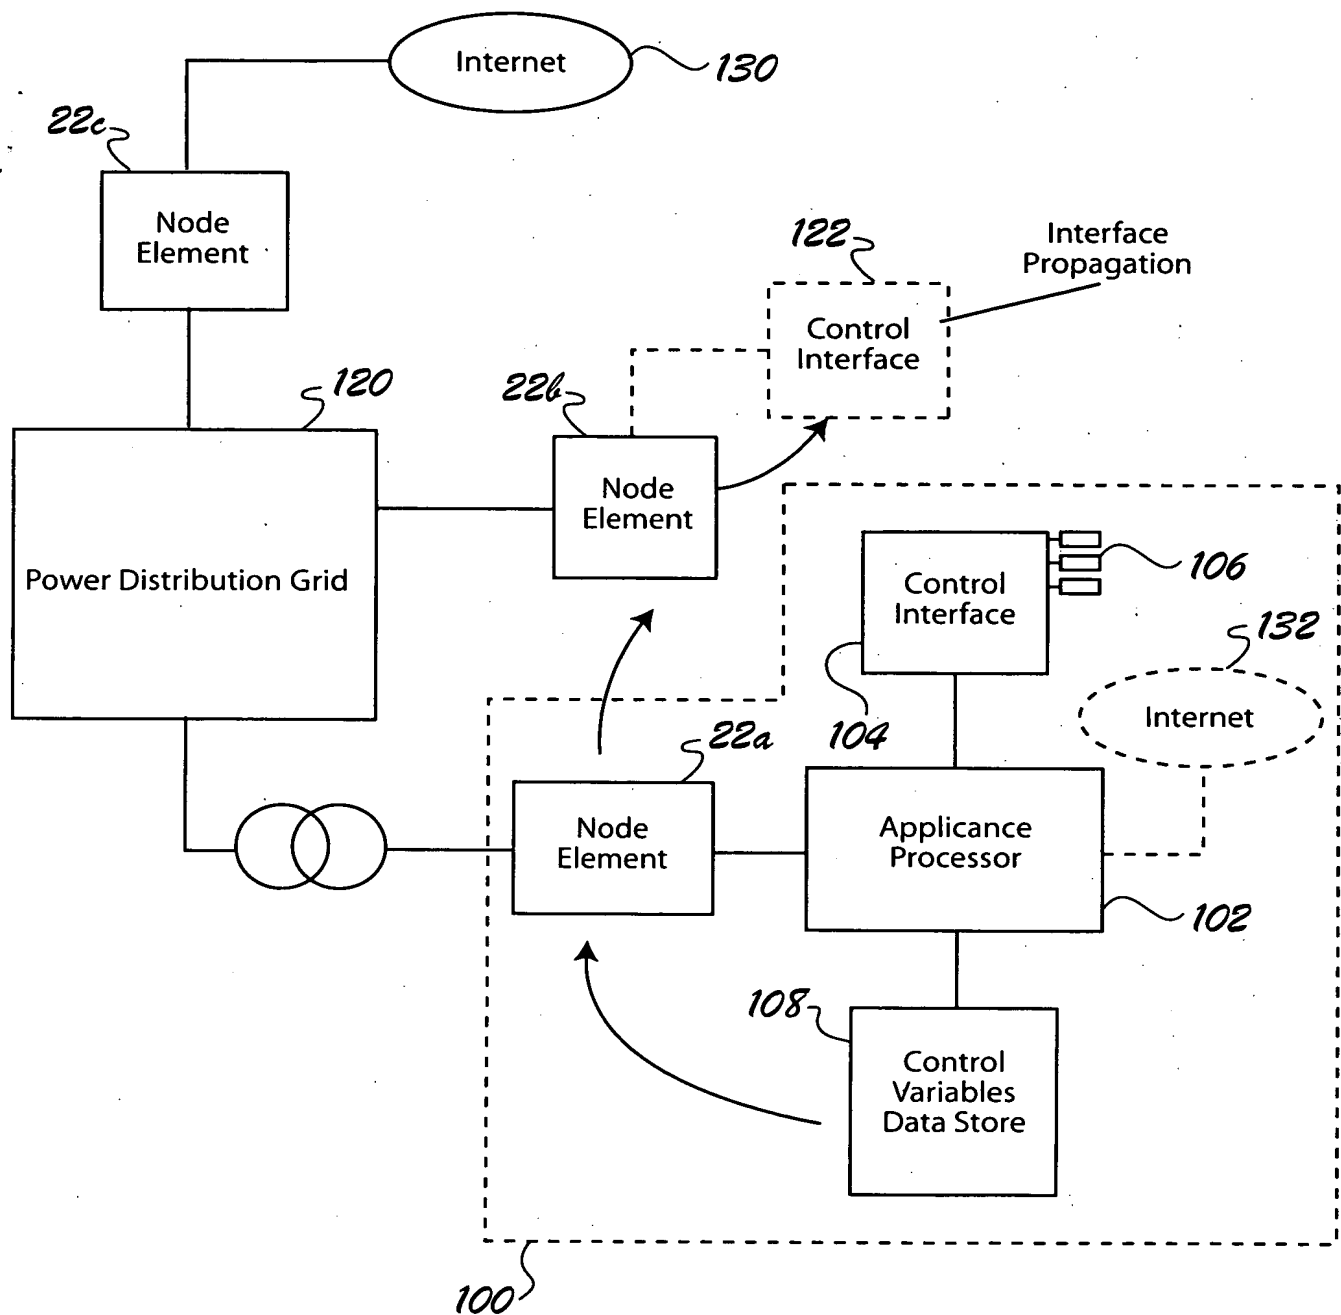 Internet
130
22c
Node
Element
122
Interface
Propagation
Control
Interface
120
22b
Node
Element
Power Distribution Grid
Control
Interface
106
132
Internet
104
22a
Node
Element
Applicance
Processor
102
108
Control
Variables
Data Store
100